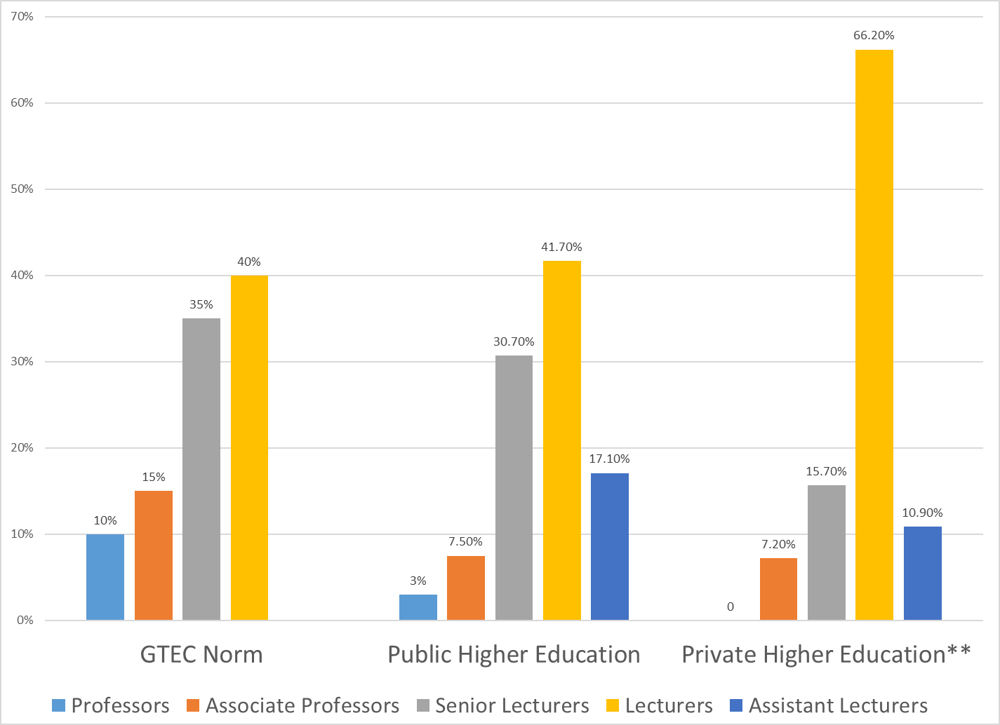 70%
60%
50%
40%
30%
20%
10%
0%
10%
15%
35%
40%
3%
7.50%
30.70%
41.70%
17.10%
0
7.20%
15.70%
66.20%
10.90%
GTEC Norm
Public Higher Education
Private Higher Education**
Professors
Associate Professors
Senior Lecturers
Lecturers
Assistant Lecturers